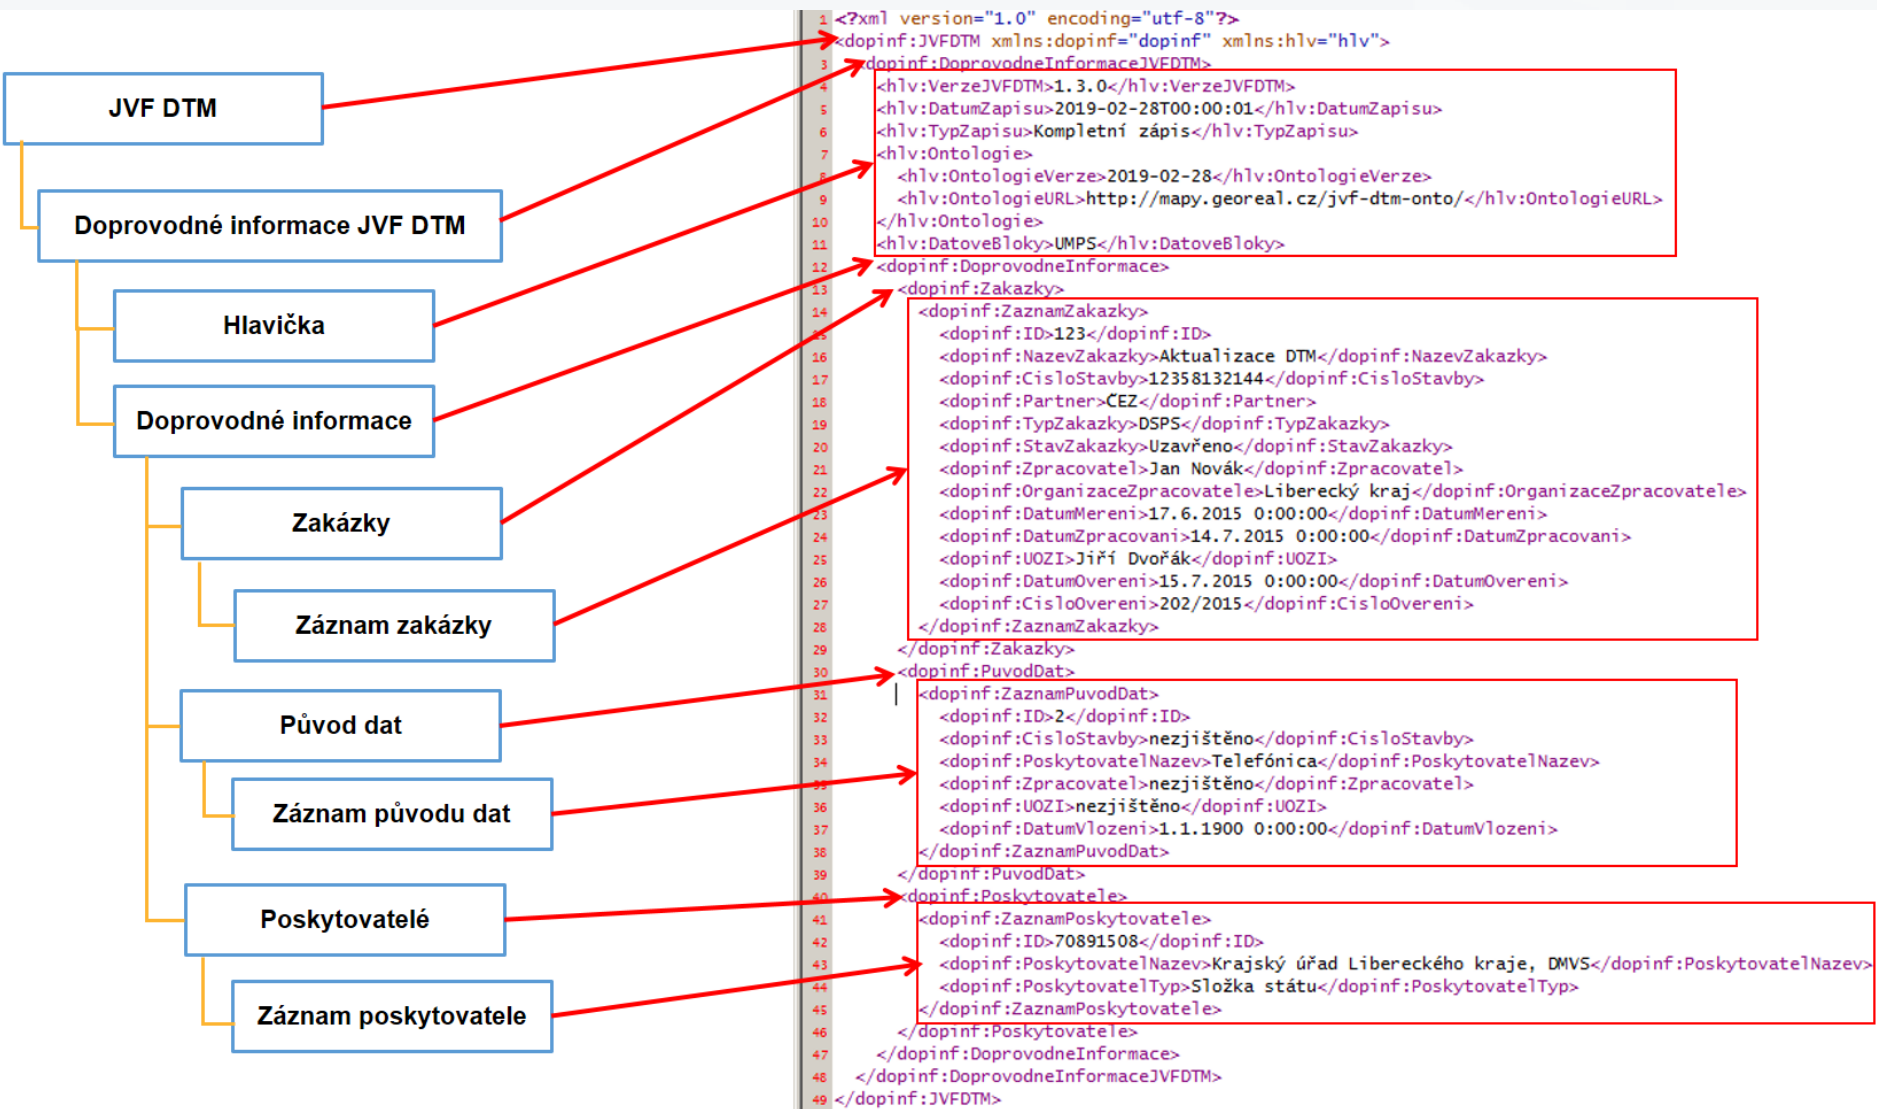 JVF DTM
Doprovodné informace JVF DTM
Hlavička
Doprovodné informace
Zakázky
Záznam zakázky
Původ dat
Záznam původu dat
Poskytovatelé
Záznam poskytovatele
1 <?xml version="1.0" encoding="utf-8"?>
<dopinf:JVFDTM xmlns:dopinf="dopinf" xmlns:hlv="hlv">
3 <dopinf:DoprovodneInformaceJVFDTM>
4 <hlv:VerzeJVFDTM>1.3.0</hlv:VerzeJVFDTM>
5 <hlv:DatumZapisu>2019-02-28T00:00:01</hlv:DatumZapisu>
6 <hlv:TypZapisu>Kompletní zápis</hlv:TypZapisu>
7 <hlv:Ontologie>
8 <hlv:OntologieVerze>2019-02-28</hlv:OntologieVerze>
9 <hlv:OntologieURL>http://mapy.georeal.cz/jvf-dtm-onto/</hlv:OntologieURL>
10 </hlv:Ontologie>
11 <hlv:DatoveBloky>UMPS</hlv:DatoveBloky>
12 <dopinf:DoprovodneInformace>
13 <dopinf:Zakazky>
14 <dopinf:ZaznamZakazky>
15 <dopinf:ID>123</dopinf:ID>
16 <dopinf:NazevZakazky>Aktualizace DTM</dopinf:NazevZakazky>
17 <dopinf:CisloStavby>12358132144</dopinf:CisloStavby>
18 <dopinf:Partner>ČEZ</dopinf:Partner>
19 <dopinf:TypZakazky>DSPS</dopinf:TypZakazky>
20 <dopinf:StavZakazky>Uzavřeno</dopinf:StavZakazky>
21 <dopinf:Zpracovatel>Jan Novák</dopinf:Zpracovatel>
22 <dopinf:OrganizaceZpracovatele>Liberecký kraj</dopinf:OrganizaceZpracovatele>
23 <dopinf:DatumMereni>17.6.2015 0:00:00</dopinf:DatumMereni>
24 <dopinf:DatumZpracovani>14.7.2015 0:00:00</dopinf:DatumZpracovani>
25 <dopinf:UOZI>Jiří Dvořák</dopinf:UOZI>
26 <dopinf:DatumOvereni>15.7.2015 0:00:00</dopinf:DatumOvereni>
27 <dopinf:CisloOvereni>202/2015</dopinf:CisloOvereni>
28 </dopinf:ZaznamZakazky>
29 </dopinf:Zakazky>
30 <dopinf:PuvodDat>
31 <dopinf:ZaznamPuvodDat>
32 <dopinf:ID>2</dopinf:ID>
33 <dopinf:CisloStavby>nezjištěno</dopinf:CisloStavby>
34 <dopinf:PoskytovatelNazev>Telefónica</dopinf:PoskytovatelNazev>
35 <dopinf:Zpracovatel>nezjištěno</dopinf:Zpracovatel>
36 <dopinf:UOZI>nezjištěno</dopinf:UOZI>
37 <dopinf:DatumVlozeni>1.1.1900 0:00:00</dopinf:DatumVlozeni>
38 </dopinf:ZaznamPuvodDat>
39 </dopinf:PuvodDat>
40 <dopinf:Poskytovatele>
41 <dopinf:ZaznamPoskytovatele>
42 <dopinf:ID>70891508</dopinf:ID>
43 <dopinf:PoskytovatelNazev>Krajský úřad Libereckého kraje, DMVS</dopinf:PoskytovatelNazev>
44 <dopinf:PoskytovatelTyp>Složka státu</dopinf:PoskytovatelTyp>
45 </dopinf:ZaznamPoskytovatele>
46 </dopinf:Poskytovatele>
47 </dopinf:DoprovodneInformace>
48 </dopinf:DoprovodneInformaceJVFDTM>
49 </dopinf:JVFDTM>